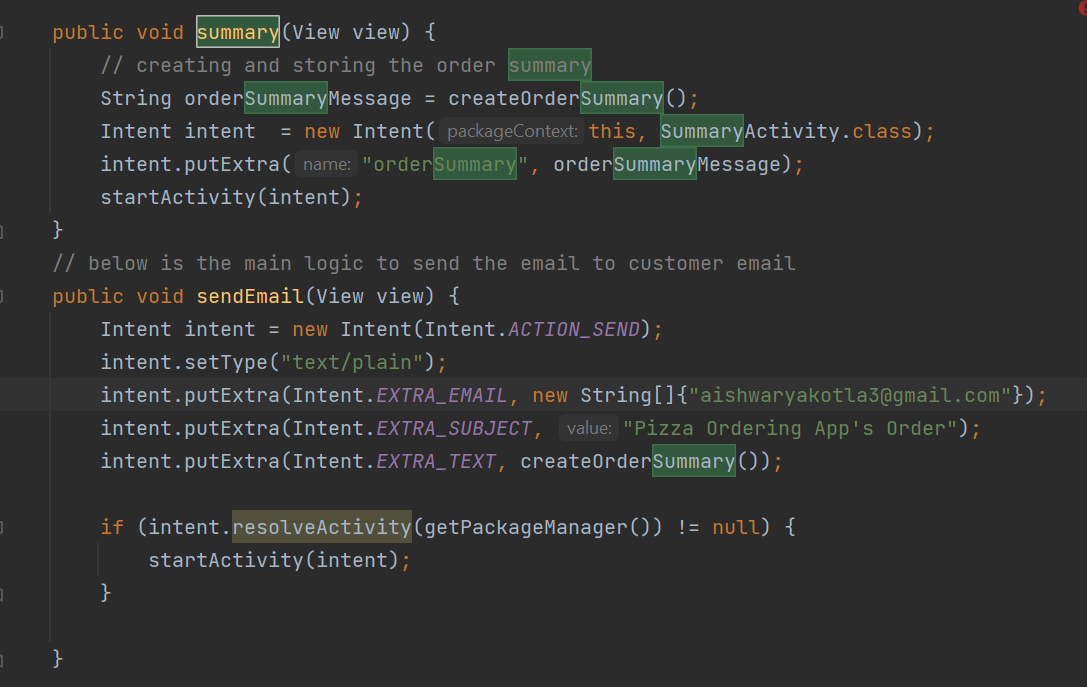 public void summary(View view) {
// creating and storing the order summary
String orderSummaryMessage = createOrderSummary();
Intent intent  = new Intent( packageContext: this, SummaryActivity.class);
intent.putExtra( name: "orderSummary", orderSummaryMessage);
startActivity(intent);
}
// below is the main logic to send the email to customer email
public void sendEmail(View view) {
Intent intent = new Intent(Intent.ACTION_SEND);
intent.setType("text/plain");
intent.putExtra(Intent.EXTRA_EMAIL, new String[]{"aishwaryakotla3@gmail.com"});
intent.putExtra(Intent.EXTRA_SUBJECT, value: "Pizza Ordering App's Order");
intent.putExtra(Intent.EXTRA_TEXT, createOrderSummary());
if (intent.resolveActivity(getPackageManager()) != null) {
startActivity(intent);
}
}